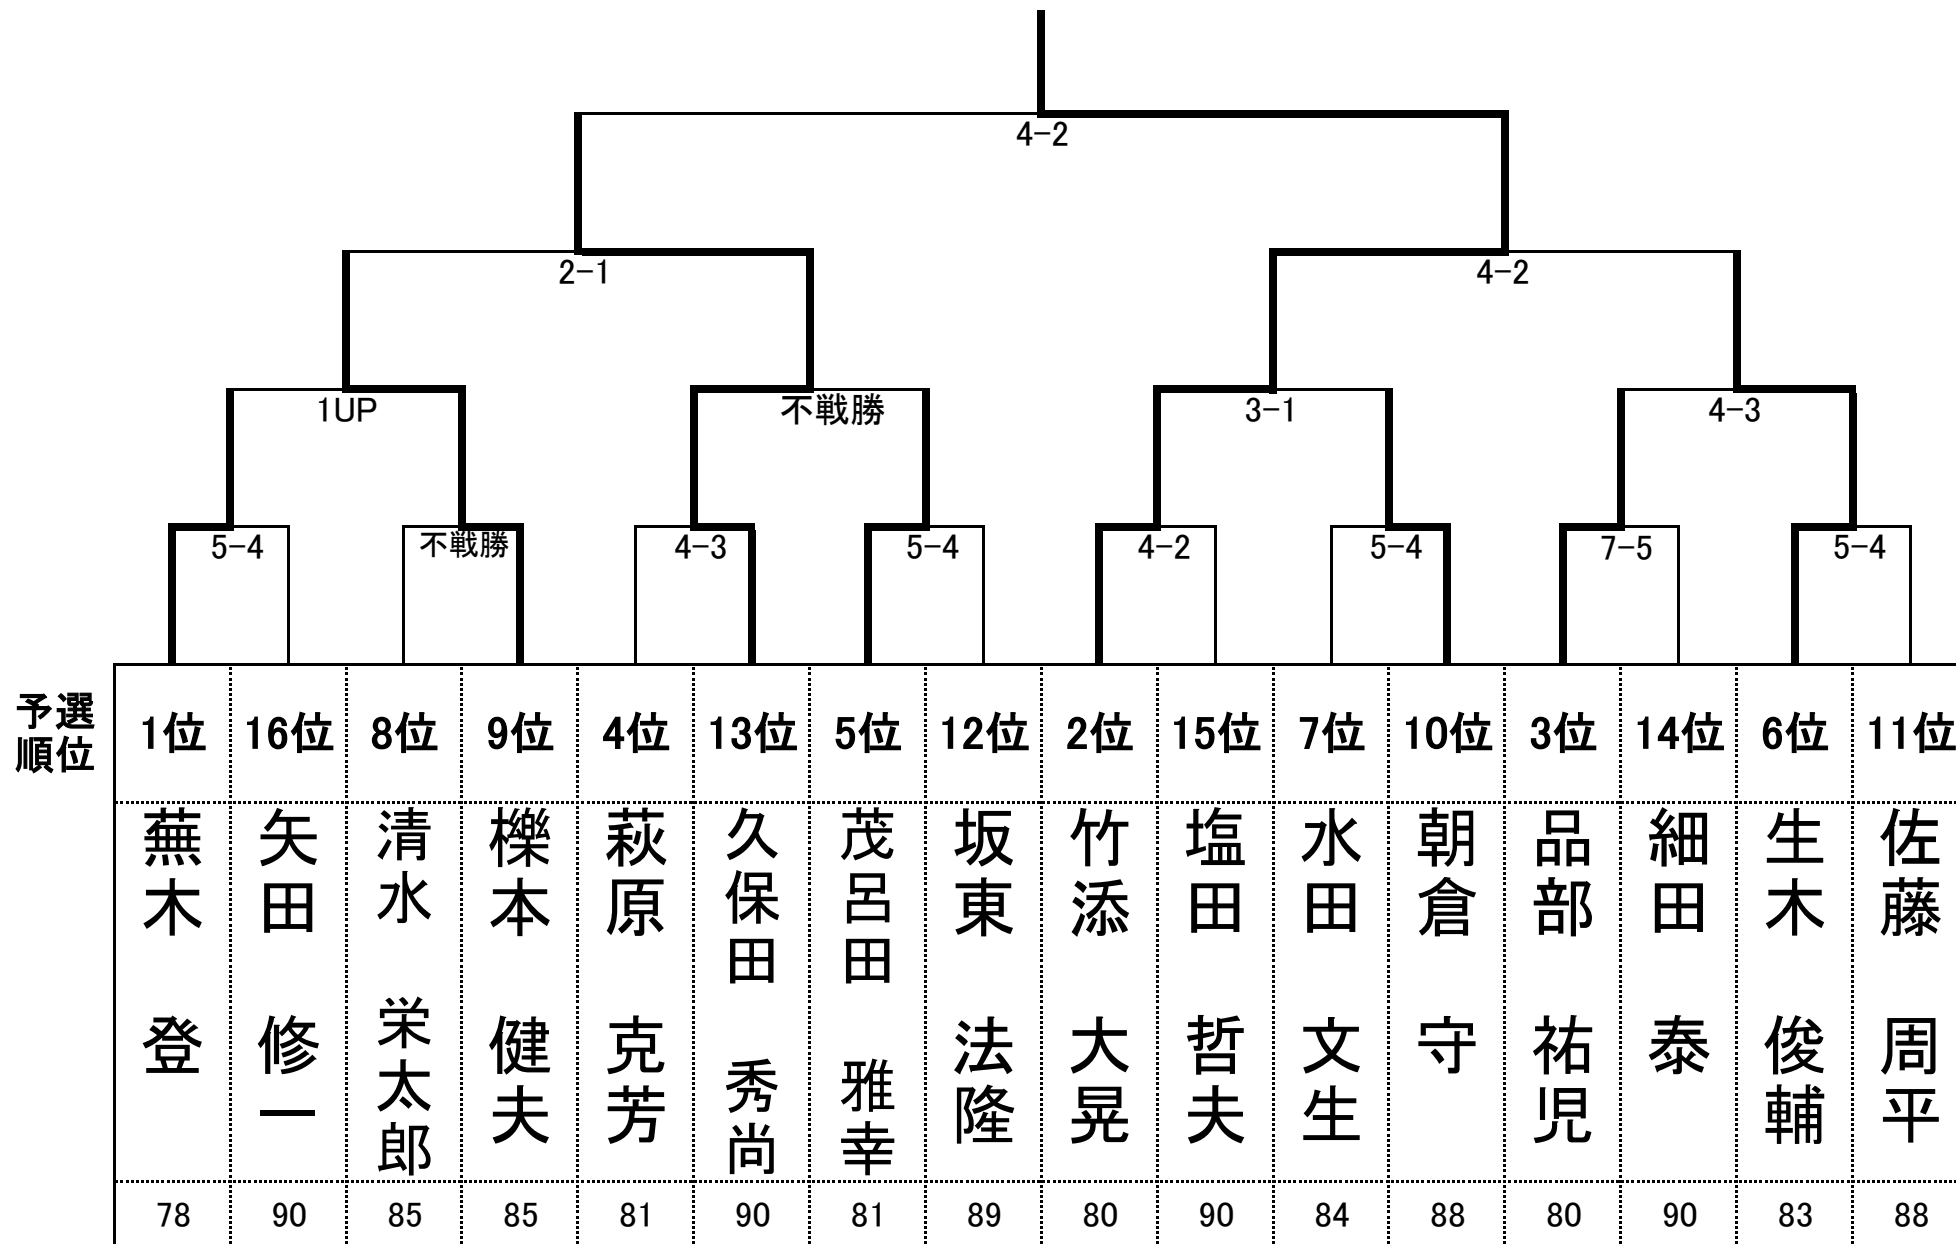 4-2
2-1
4-2
1UP
不戦勝
3-1
4-3
5-4
不戦勝
4-3
5-4
4-2
5-4
7-5
5-4
予選
順位
1位
16位
8位
9位
4位
13位
5位
12位
2位
15位
7位
10位
3位
14位
6位
11位
蕪木 登
矢田 修一
清水 栄太郎
櫟本 健夫
萩原 克芳
久保田 秀尚
茂呂田 雅幸
坂東 法隆
竹添 大晃
塩田 哲夫
水田 文生
朝倉 守
品部 祐児
細田 泰
生木 俊輔
佐藤 周平
78
90
85
85
81
90
81
89
80
90
84
88
80
90
83
88